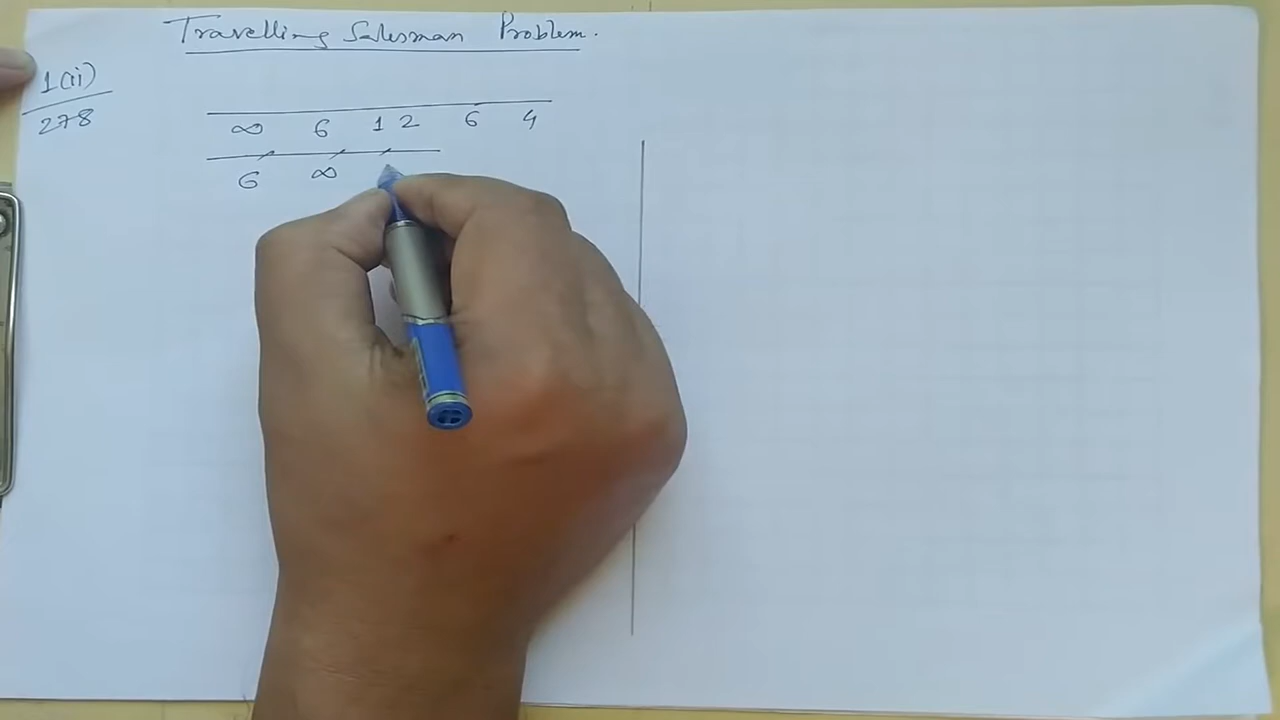 Travelling Salesman Problem.
1(ii)
278
∞ 6 12 6 4
6 ∞